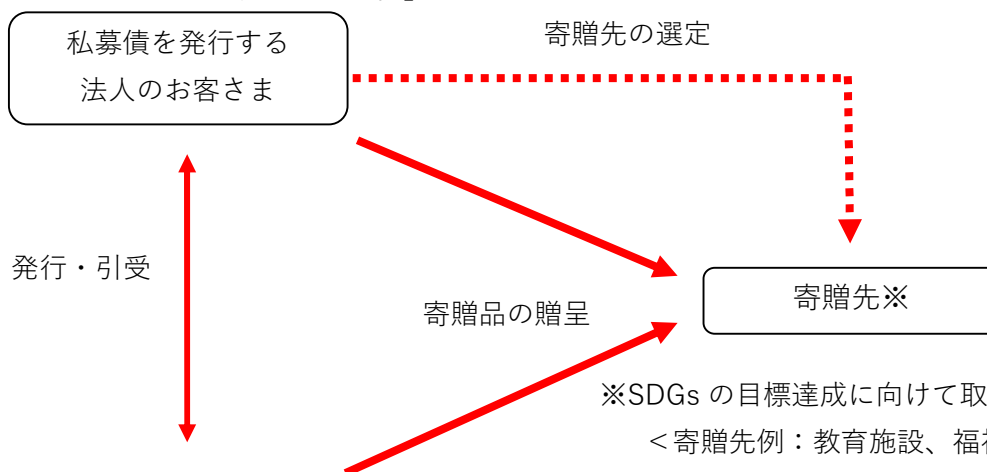 私募債を発行する
法人のお客さま
寄贈先の選定
発行・引受
寄贈先※
寄贈品の贈呈
※SDGs の目標達成に向けて取
＜寄贈先例：教育施設、福祉